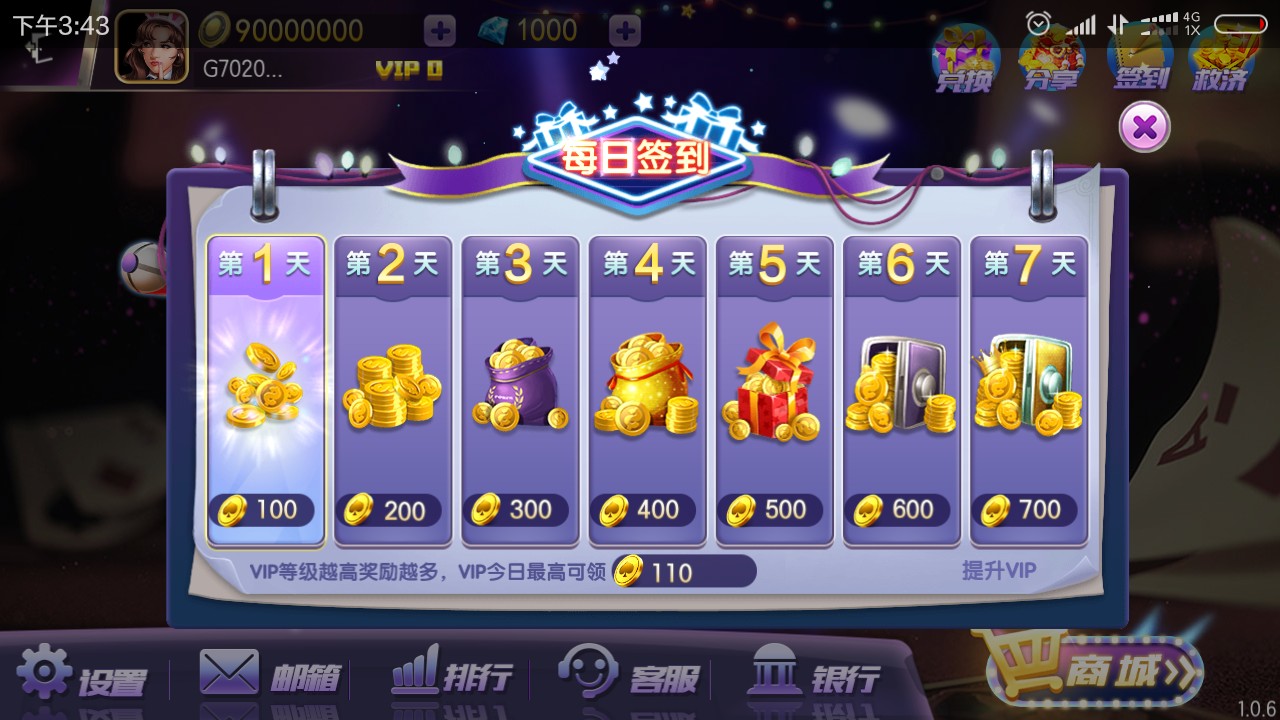 下午3:43
4G
1X
90000000
1000
G7020...
VIP 0
兑换
分享
签到
救济
每日签到
第1天
第2天
第3天
第4天
第5天
第6天
第7天
100
200
300
400
500
600
700
VIP等级越高奖励越多，VIP今日最高可领 110
提升VIP
设置
邮箱
排行
客服
银行
商城
1.0.6